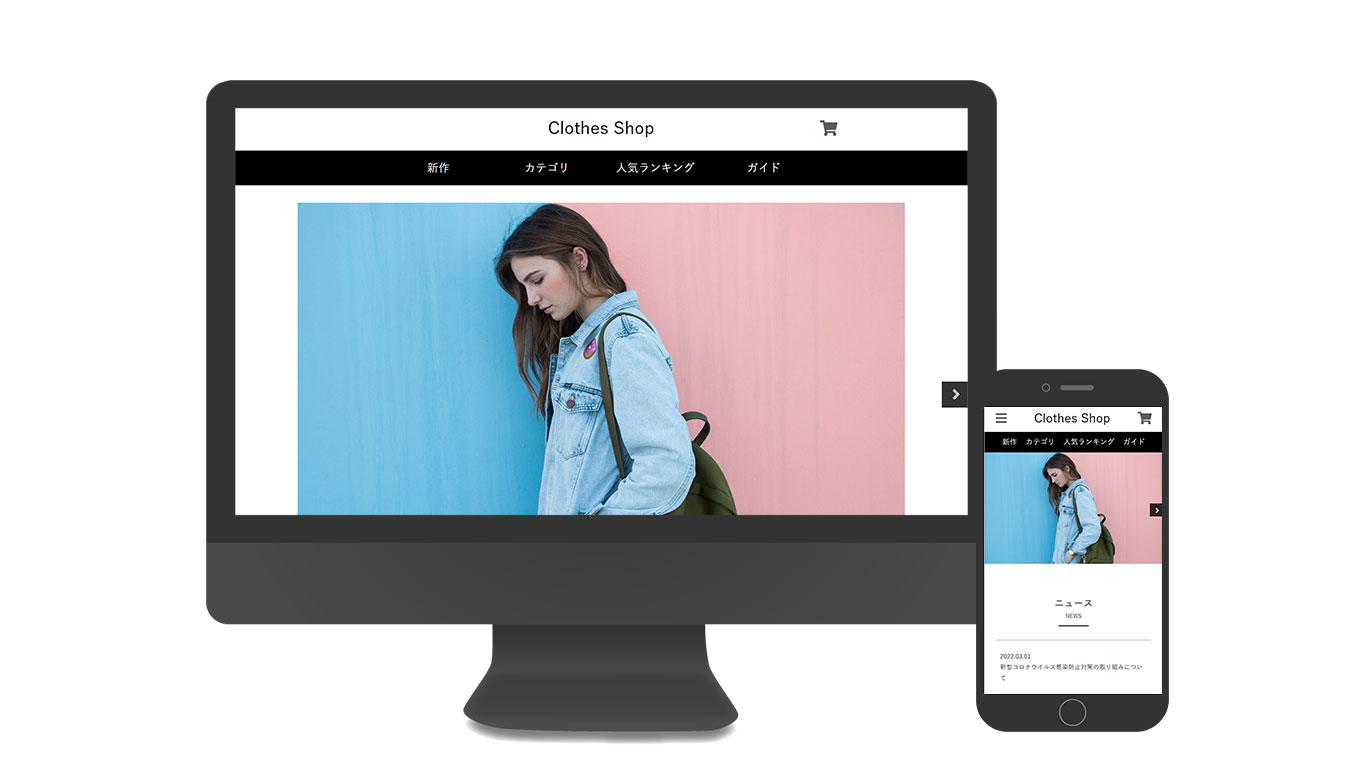 Clothes Shop
新作 カテゴリ 人気ランキング ガイド
Clothes Shop
新作 カテゴリ 人気ランキング ガイド
ニュース
NEWS
2022.03.01
新型コロナウイルス感染防止対策の取り組みについ
て